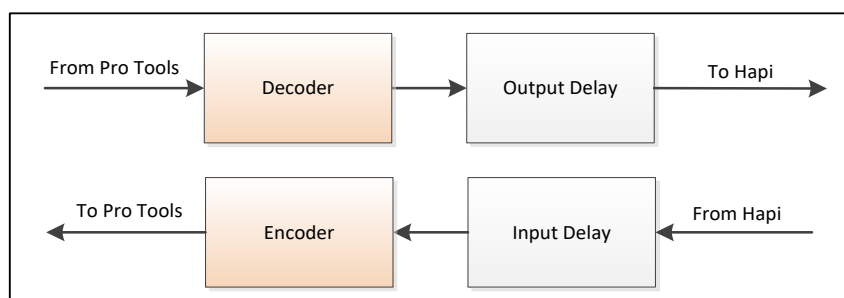 From Pro Tools
Decoder
Output Delay
To Hapi
To Pro Tools
Encoder
Input Delay
From Hapi